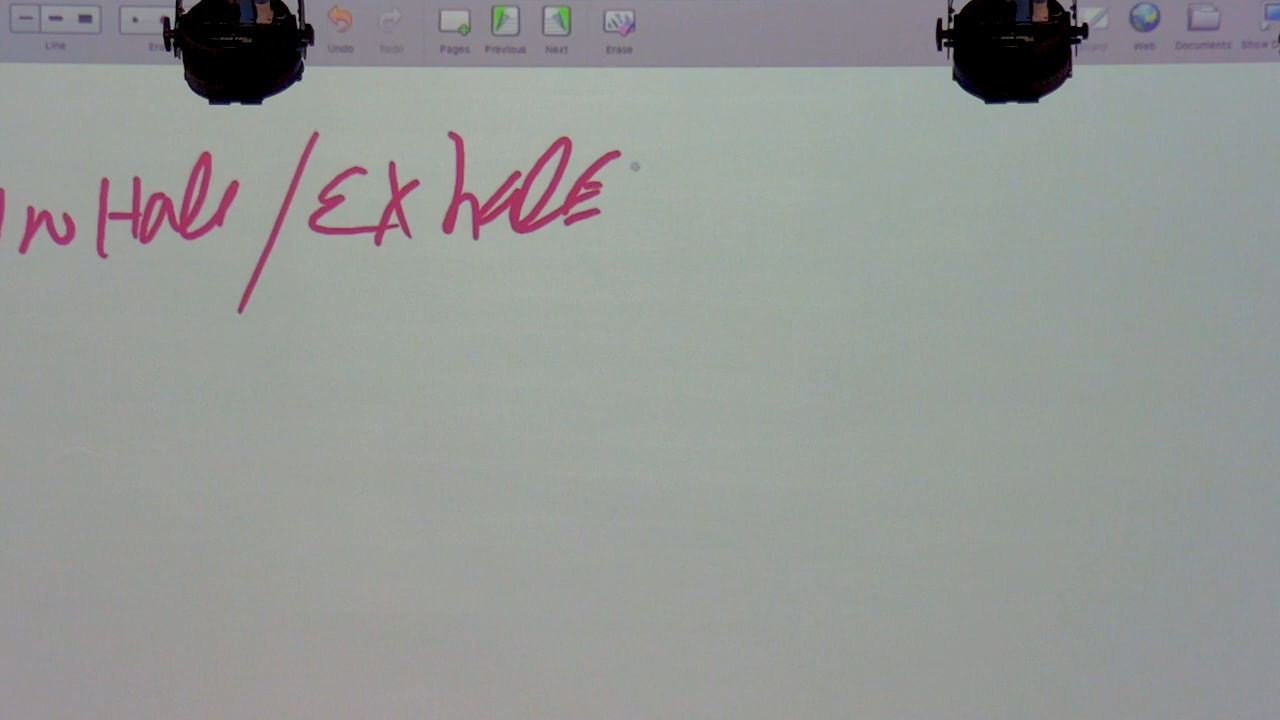 Line
Undo
Redo
Pages
Previous
Next
Erase
Web
Documents
InHale/Exhale